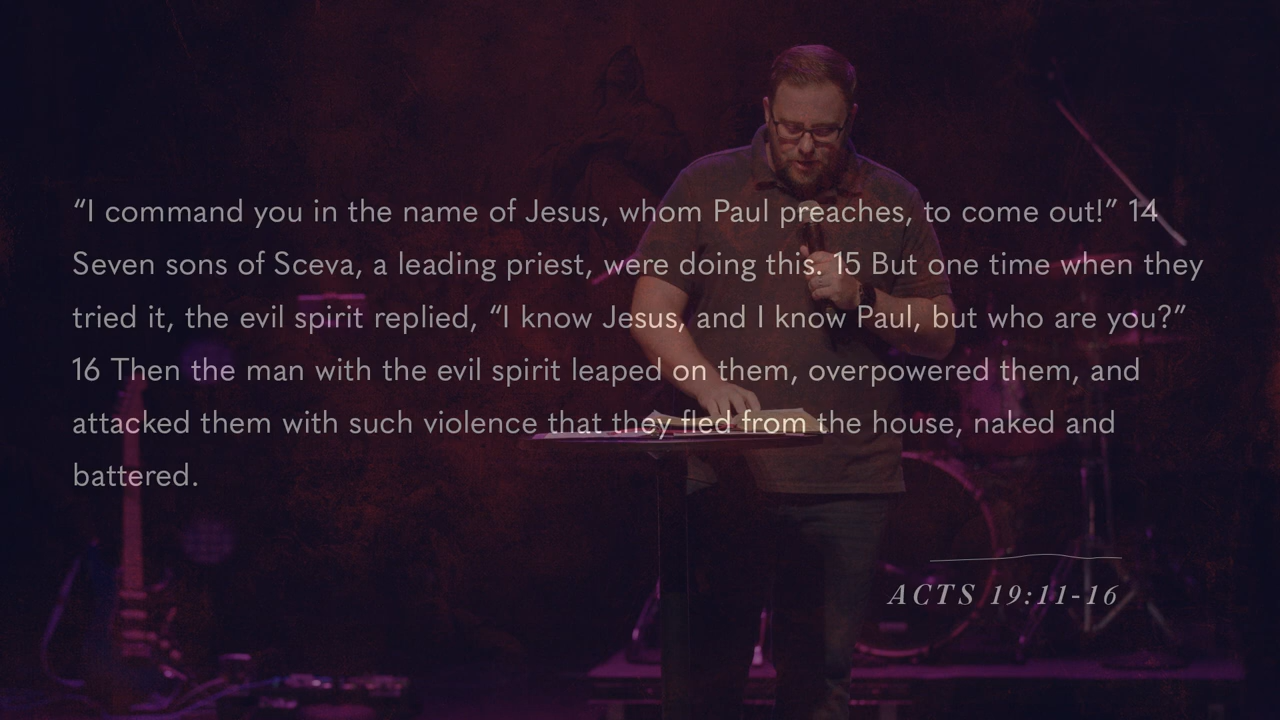 “I command you in the name of Jesus, whom Paul preaches, to come out!” 14
Seven sons of Sceva, a leading priest, were doing this. 15 But one time when they
tried it, the evil spirit replied, “I know Jesus, and I know Paul, but who are you?”
16 Then the man with the evil spirit leaped on them, overpowered them, and
attacked them with such violence that they fled from the house, naked and
battered.
ACTS 19:11-16